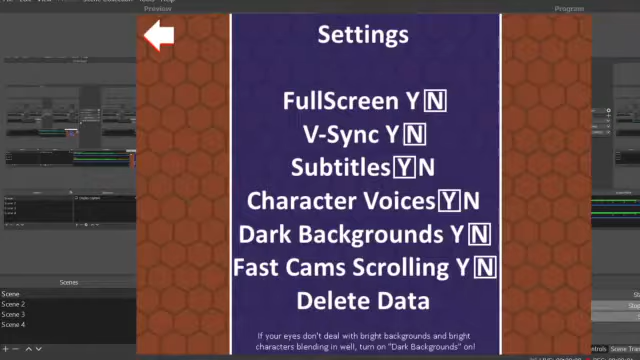 Preview
Program
Settings
FullScreen Y N
V-Sync Y N
Subtitles Y N
Character Voices Y N
Dark Backgrounds Y N
Fast Cams Scrolling Y N
Delete Data
If your eyes don't deal with bright backgrounds and bright
characters blending in well, turn on "Dark Backgrounds" on!
Scenes
Scene
Scene 2
Scene 3
Scene 4